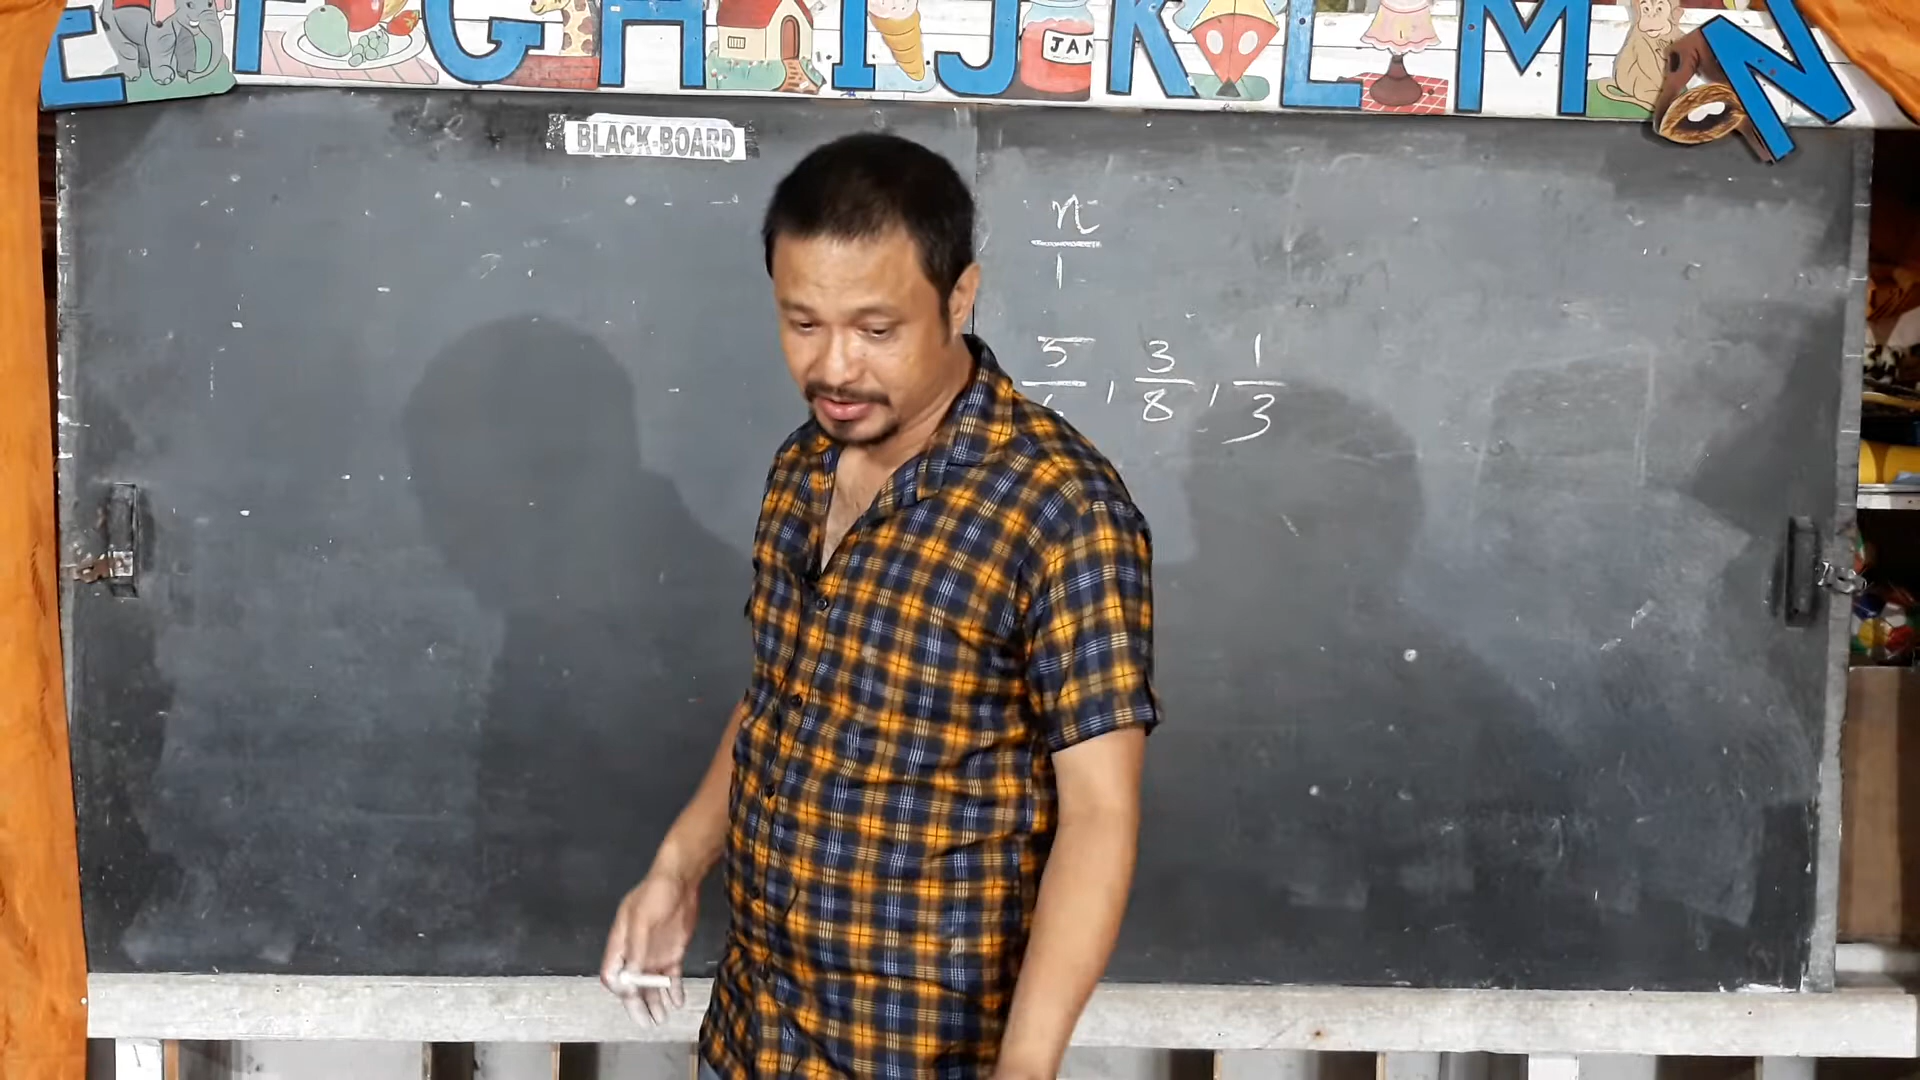 E F G H I J K L M N
JAM
BLACK-BOARD
n
1
5 3 1
, 8 , 3